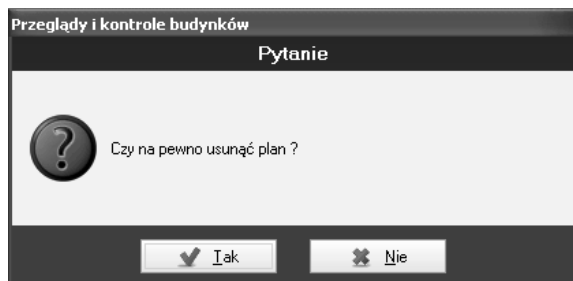 Przeglądy i kontrole budynków
Pytanie
Czy na pewno usunąć plan ?
Tak
Nie